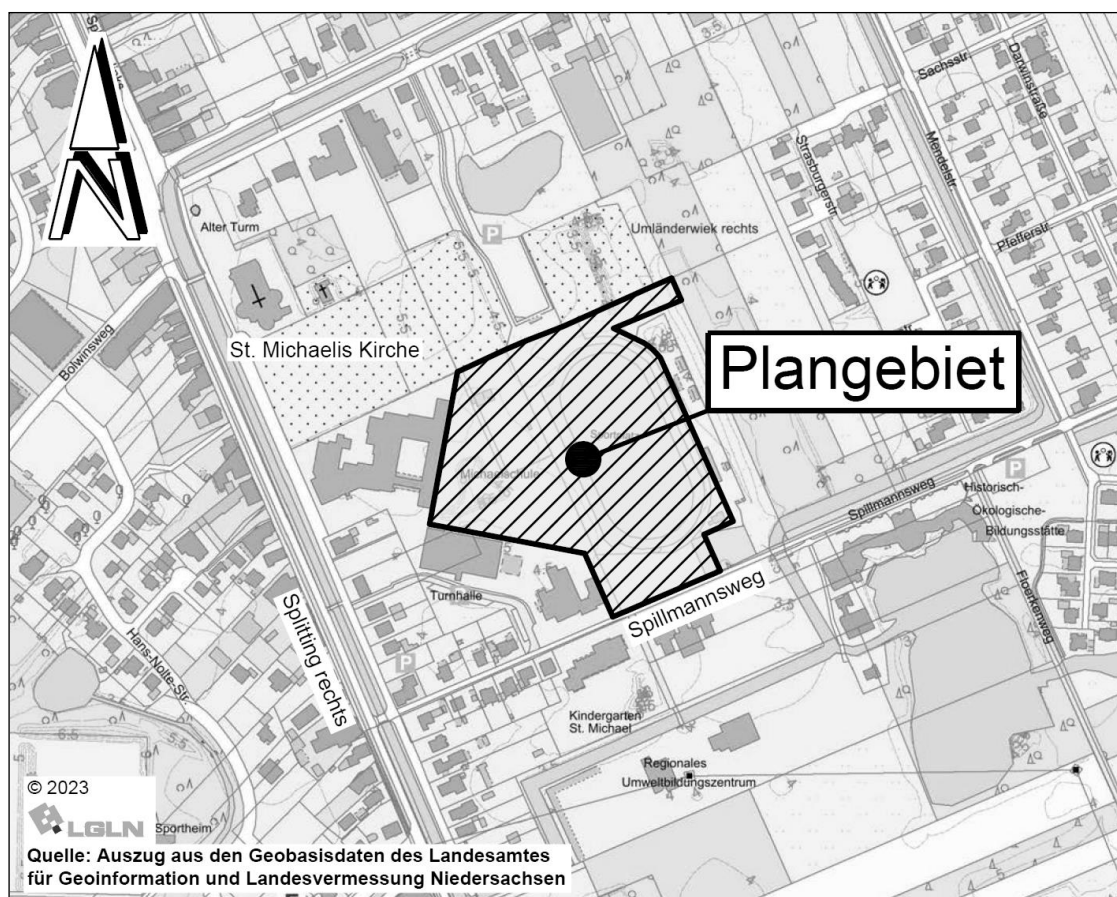 Sachsstr.
Darwinstraße
Mendelstr.
Strasburgerstr.
Pfefferstr.
N
Alter Turm
P
Umländerwiek rechts
Bolwinsweg
St. Michaelis Kirche
Plangebiet
Michaelschule
Spillmannsweg
P
Historisch-
Ökologische-
Bildungsstätte
Turnhalle
Spillmannsweg
Floerkenweg
Splitting rechts
Hans-Nolte-Str.
P
Kindergarten
St. Michael
Regionales
Umweltbildungszentrum
© 2023
LGLN
Sportheim
Quelle: Auszug aus den Geobasisdaten des Landesamtes
für Geoinformation und Landesvermessung Niedersachsen